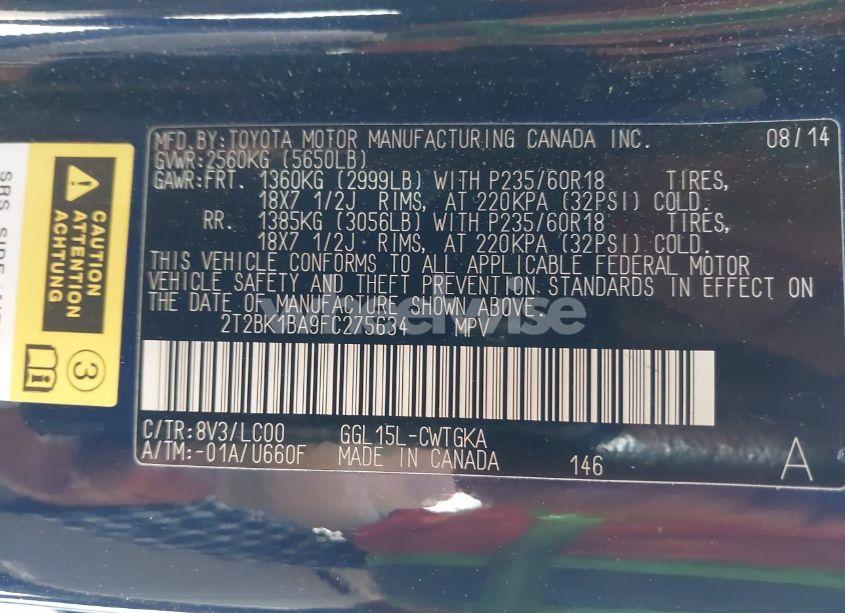 MFD.BY:TOYOTA MOTOR MANUFACTURING CANADA INC. 08/14
GVWR:2560KG (5650LB)
GAWR:FRT. 1360KG (2999LB) WITH P235/60R18 TIRES,
18X7 1/2J RIMS, AT 220KPA (32PSI) COLD.
RR. 1385KG (3056LB) WITH P235/60R18 TIRES,
18X7 1/2J RIMS, AT 220KPA (32PSI) COLD.
THIS VEHICLE CONFORMS TO ALL APPLICABLE FEDERAL MOTOR
VEHICLE SAFETY AND THEFT PREVENTION STANDARDS IN EFFECT ON
THE DATE OF MANUFACTURE SHOWN ABOVE.
2T2BK1BA9FC275634 MPV
C/TR:8V3/LC00 GGL15L-CWTGKA
A/TM:-01A/U660F MADE IN CANADA 146 A
CAUTION
ATTENTION
ACHTUNG
3
SRS SIDE